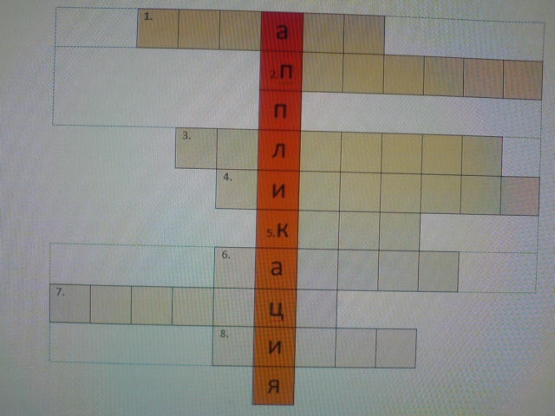 1. а
2. п
п
3. л
4. и
5. к
6. а
7. ц
8. и
я